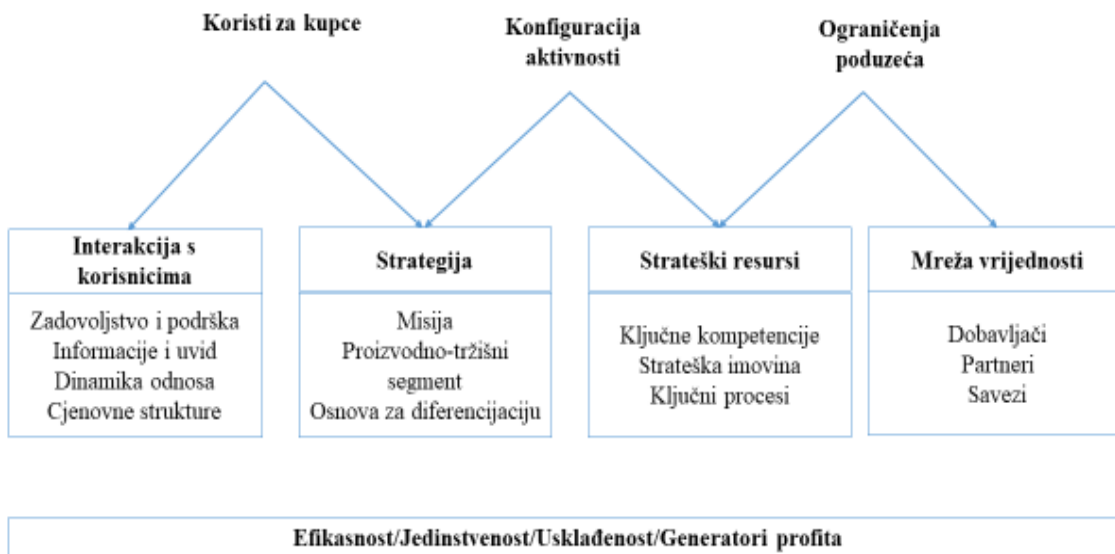 Koristi za kupce
Konfiguracija
aktivnosti
Ograničenja
poduzeća
Interakcija s
korisnicima
Zadovoljstvo i podrška
Informacije i uvid
Dinamika odnosa
Cjenovne strukture
Strategija
Misija
Proizvodno-tržišni
segment
Osnova za diferencijaciju
Strateški resursi
Ključne kompetencije
Strateška imovina
Ključni procesi
Mreža vrijednosti
Dobavljači
Partneri
Savezi
Efikasnost/Jedinstvenost/Usklađenost/Generatori profita